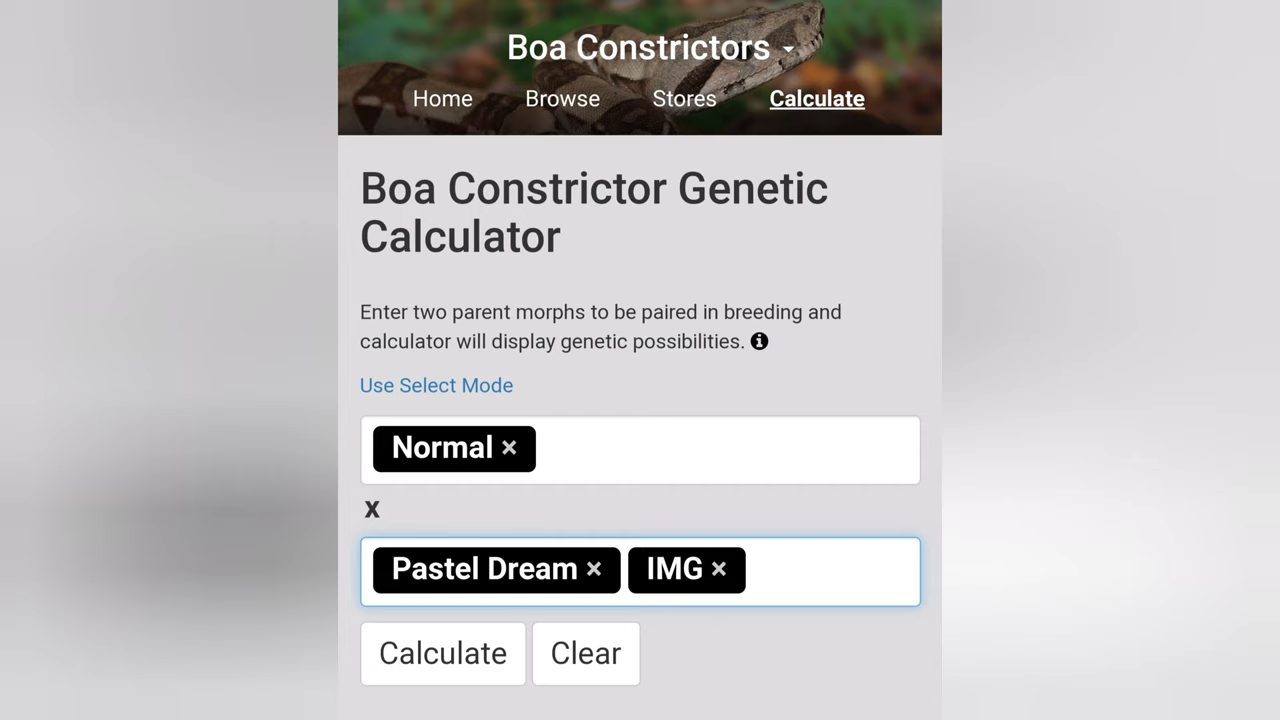 Boa Constrictors
Home Browse Stores Calculate
Boa Constrictor Genetic
Calculator
Enter two parent morphs to be paired in breeding and
calculator will display genetic possibilities.
Use Select Mode
Normal ×
x
Pastel Dream × IMG ×
Calculate Clear